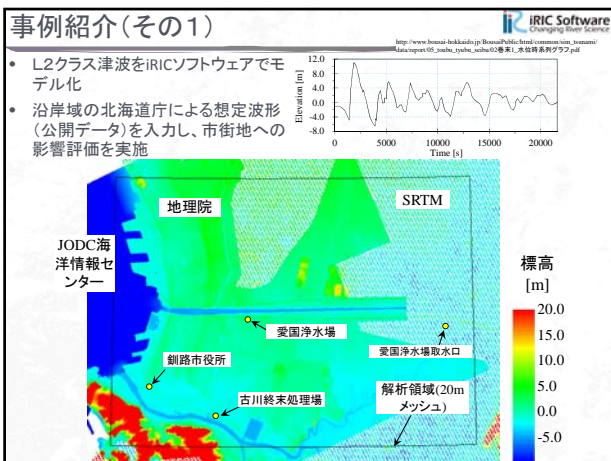 事例紹介(その1)
iRIC Software
Changing River Science
http://www.bousai-hokkaido.jp/BousaiPublic/html/common/sim_tsunami/
data/report/05_toubu_tyubu_seibu/02巻末1_水位時系列グラフ.pdf
• L2クラス津波をiRICソフトウェアでモ
デル化
• 沿岸域の北海道庁による想定波形
(公開データ)を入力し、市街地への
影響評価を実施
Elevation [m]
12.0
8.0
4.0
0.0
-4.0
-8.0
0 5000 10000 15000 20000
Time [s]
地理院
SRTM
JODC海
洋情報セ
ンター
愛国浄水場
愛国浄水場取水口
釧路市役所
古川終末処理場
解析領域(20m
メッシュ)
標高
[m]
20.0
15.0
10.0
5.0
0.0
-5.0